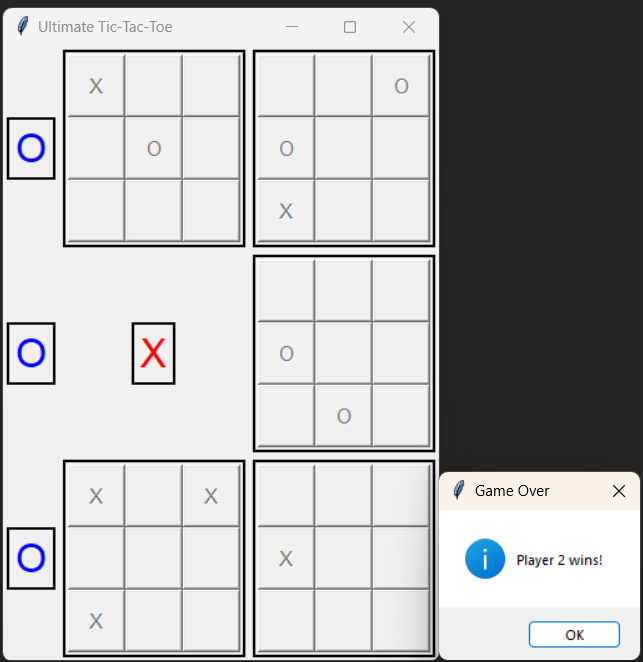 Ultimate Tic-Tac-Toe
X O
O O O
X
O
O X O
O
X X
O X
X
Game Over
Player 2 wins!
OK